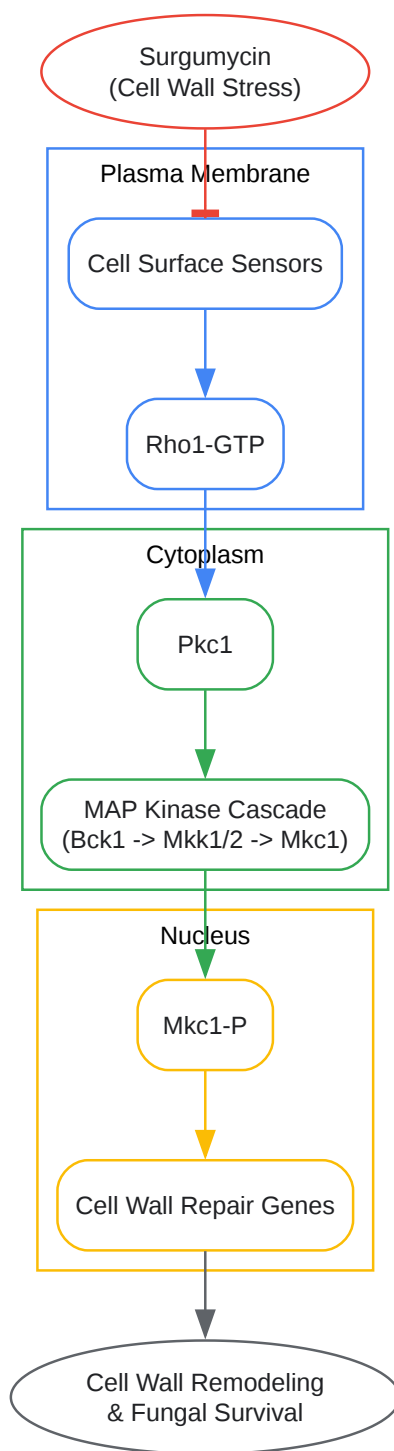 Surgumycin
(Cell Wall Stress)
Plasma Membrane
Cell Surface Sensors
Rho1-GTP
Cytoplasm
Pkc1
MAP Kinase Cascade
(Bck1 -> Mkk1/2 -> Mkc1)
Nucleus
Mkc1-P
Cell Wall Repair Genes
Cell Wall Remodeling
& Fungal Survival